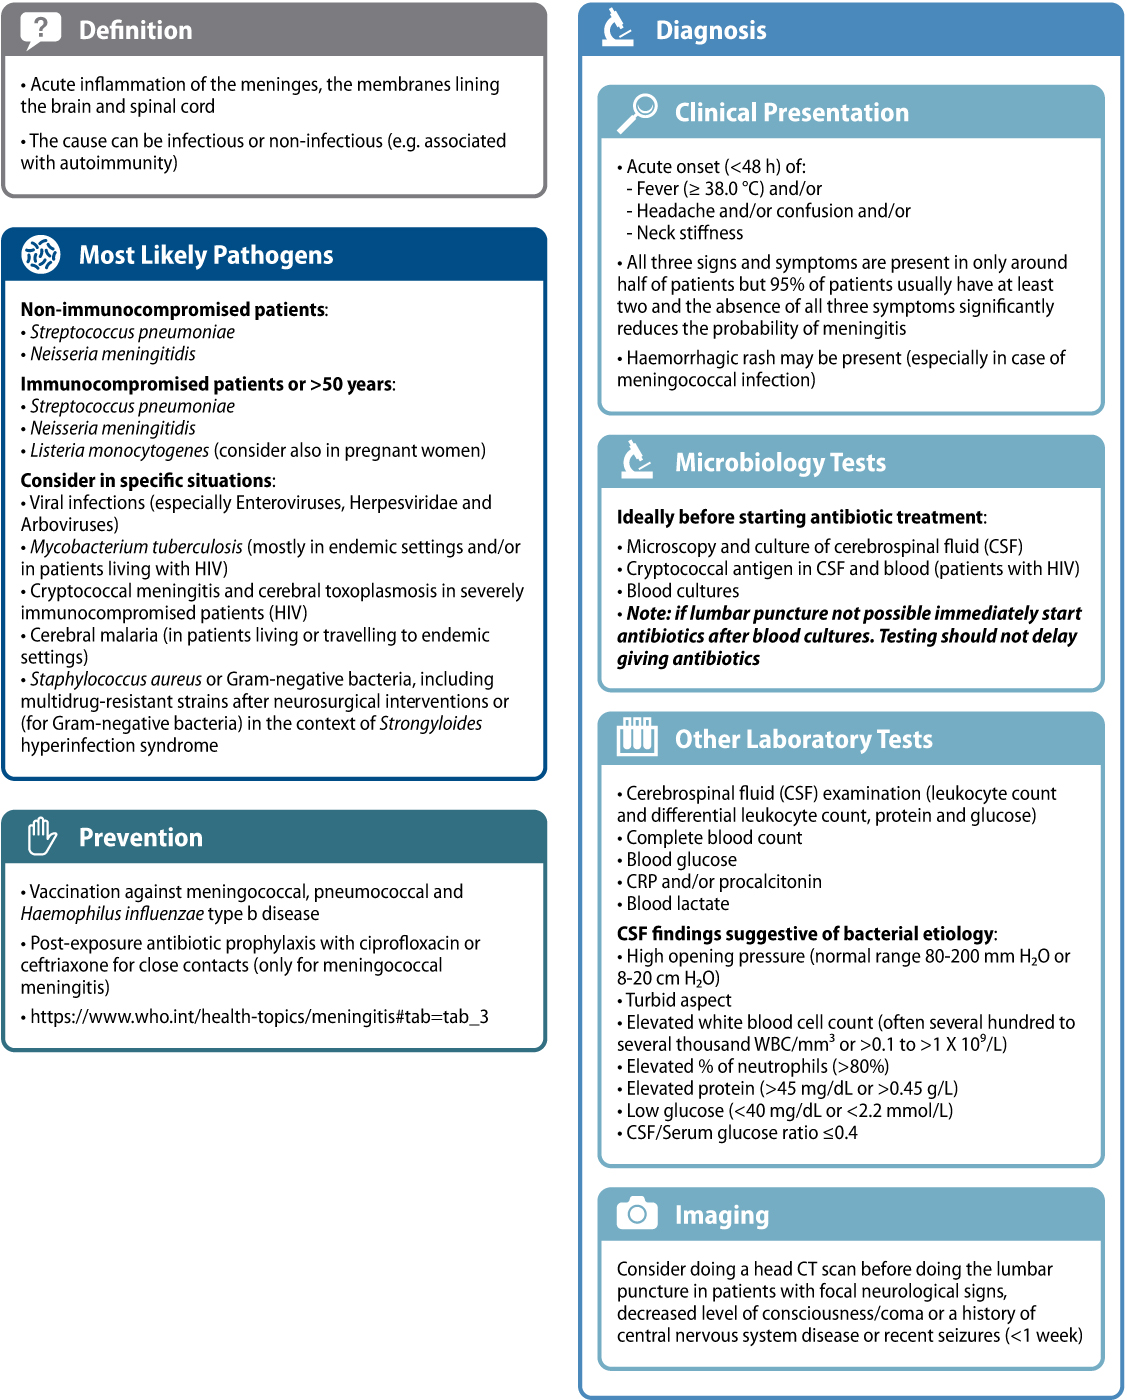 ?
Definition
• Acute inflammation of the meninges, the membranes lining
the brain and spinal cord
• The cause can be infectious or non-infectious (e.g. associated
with autoimmunity)
Most Likely Pathogens
Non-immunocompromised patients:
• Streptococcus pneumoniae
• Neisseria meningitidis
Immunocompromised patients or >50 years:
• Streptococcus pneumoniae
• Neisseria meningitidis
• Listeria monocytogenes (consider also in pregnant women)
Consider in specific situations:
• Viral infections (especially Enteroviruses, Herpesviridae and
Arboviruses)
• Mycobacterium tuberculosis (mostly in endemic settings and/or
in patients living with HIV)
• Cryptococcal meningitis and cerebral toxoplasmosis in severely
immunocompromised patients (HIV)
• Cerebral malaria (in patients living or travelling to endemic
settings)
• Staphylococcus aureus or Gram-negative bacteria, including
multidrug-resistant strains after neurosurgical interventions or
(for Gram-negative bacteria) in the context of Strongyloides
hyperinfection syndrome
Prevention
• Vaccination against meningococcal, pneumococcal and
Haemophilus influenzae type b disease
• Post-exposure antibiotic prophylaxis with ciprofloxacin or
ceftriaxone for close contacts (only for meningococcal
meningitis)
• https://www.who.int/health-topics/meningitis#tab=tab_3
Diagnosis
Clinical Presentation
• Acute onset (<48 h) of:
- Fever (≥ 38.0 °C) and/or
- Headache and/or confusion and/or
- Neck stiffness
• All three signs and symptoms are present in only around
half of patients but 95% of patients usually have at least
two and the absence of all three symptoms significantly
reduces the probability of meningitis
• Haemorrhagic rash may be present (especially in case of
meningococcal infection)
Microbiology Tests
Ideally before starting antibiotic treatment:
• Microscopy and culture of cerebrospinal fluid (CSF)
• Cryptococcal antigen in CSF and blood (patients with HIV)
• Blood cultures
• Note: if lumbar puncture not possible immediately start
antibiotics after blood cultures. Testing should not delay
giving antibiotics
Other Laboratory Tests
• Cerebrospinal fluid (CSF) examination (leukocyte count
and differential leukocyte count, protein and glucose)
• Complete blood count
• Blood glucose
• CRP and/or procalcitonin
• Blood lactate
CSF findings suggestive of bacterial etiology:
• High opening pressure (normal range 80-200 mm H₂O or
8-20 cm H₂O)
• Turbid aspect
• Elevated white blood cell count (often several hundred to
several thousand WBC/mm³ or >0.1 to >1 X 10⁹/L)
• Elevated % of neutrophils (>80%)
• Elevated protein (>45 mg/dL or >0.45 g/L)
• Low glucose (<40 mg/dL or <2.2 mmol/L)
• CSF/Serum glucose ratio ≤0.4
Imaging
Consider doing a head CT scan before doing the lumbar
puncture in patients with focal neurological signs,
decreased level of consciousness/coma or a history of
central nervous system disease or recent seizures (<1 week)